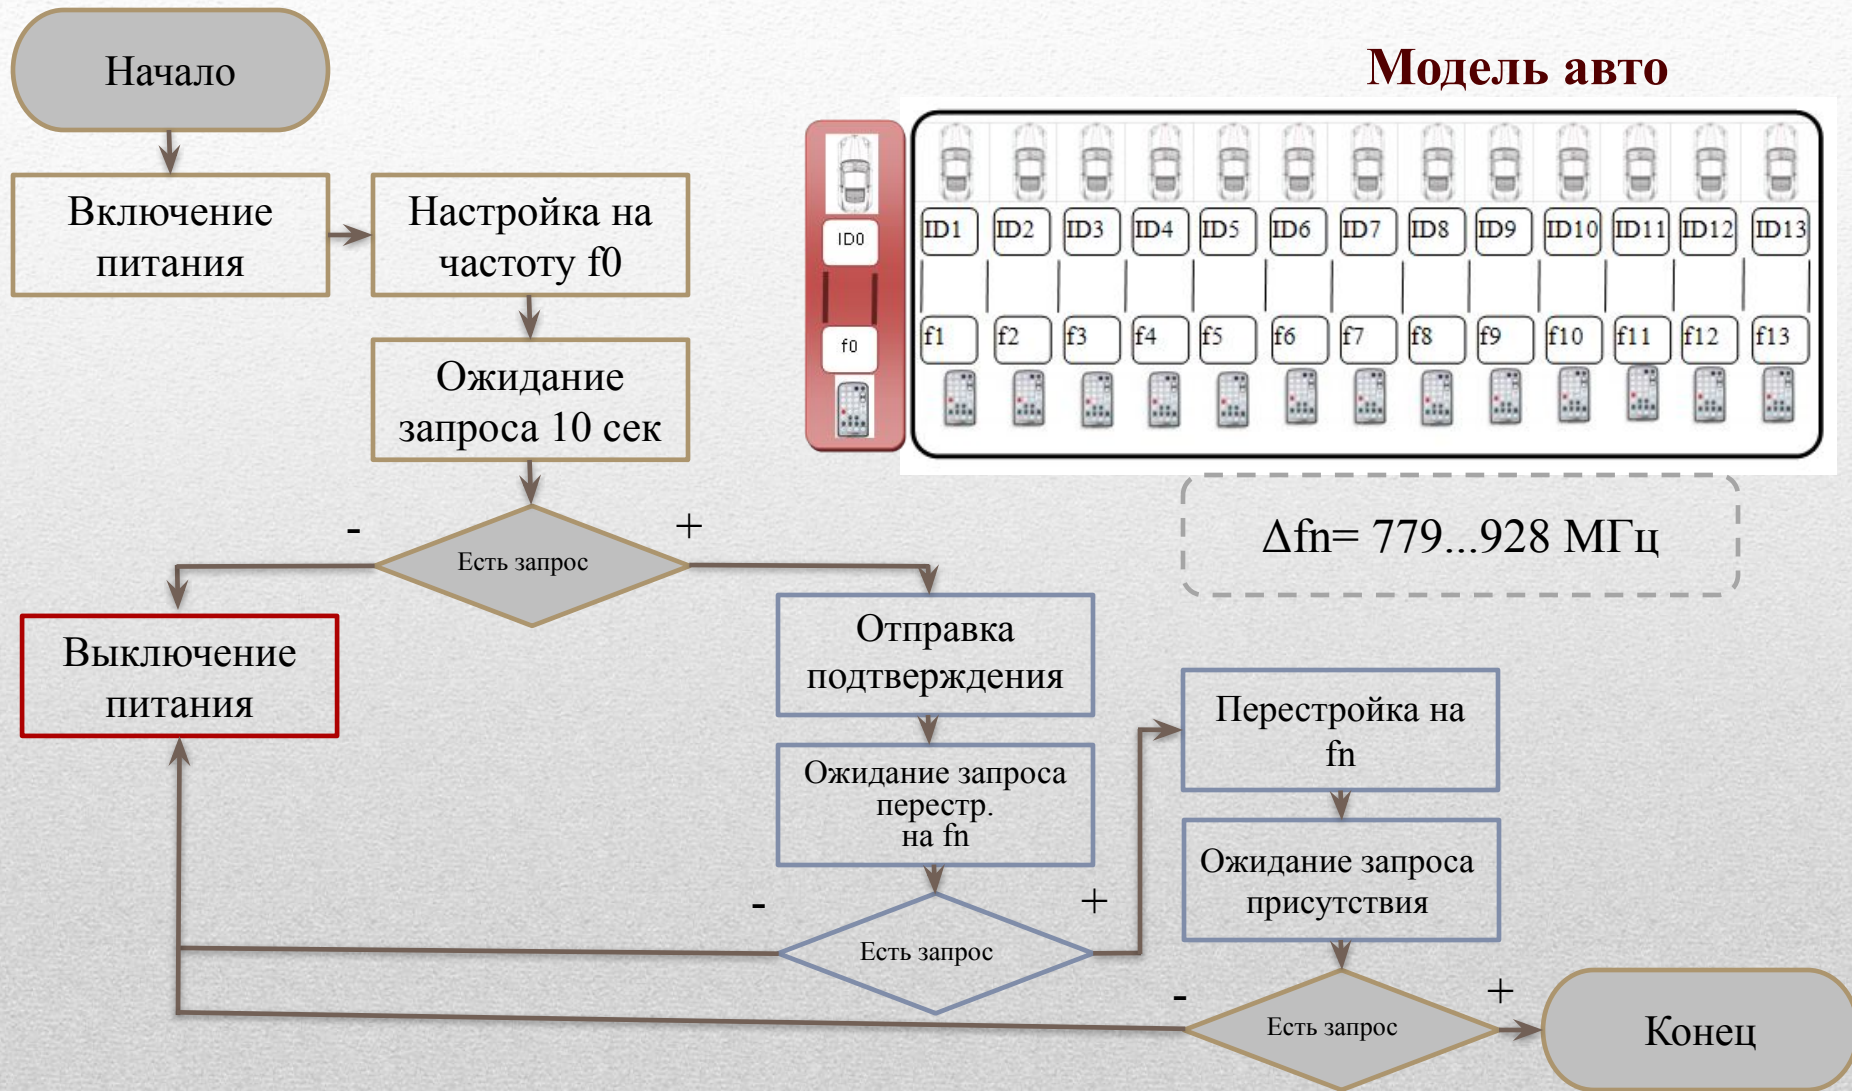 Начало
Модель авто
Включение
питания
Настройка на
частоту f0
Ожидание
запроса 10 сек
ID0
f0
ID1 ID2 ID3 ID4 ID5 ID6 ID7 ID8 ID9 ID10 ID11 ID12 ID13
f1 f2 f3 f4 f5 f6 f7 f8 f9 f10 f11 f12 f13
Δfn= 779...928 МГц
-
+
Есть запрос
Выключение
питания
Отправка
подтверждения
Ожидание запроса
перестр.
на fn
-
+
Есть запрос
Перестройка на
fn
Ожидание запроса
присутствия
-
+
Есть запрос
Конец